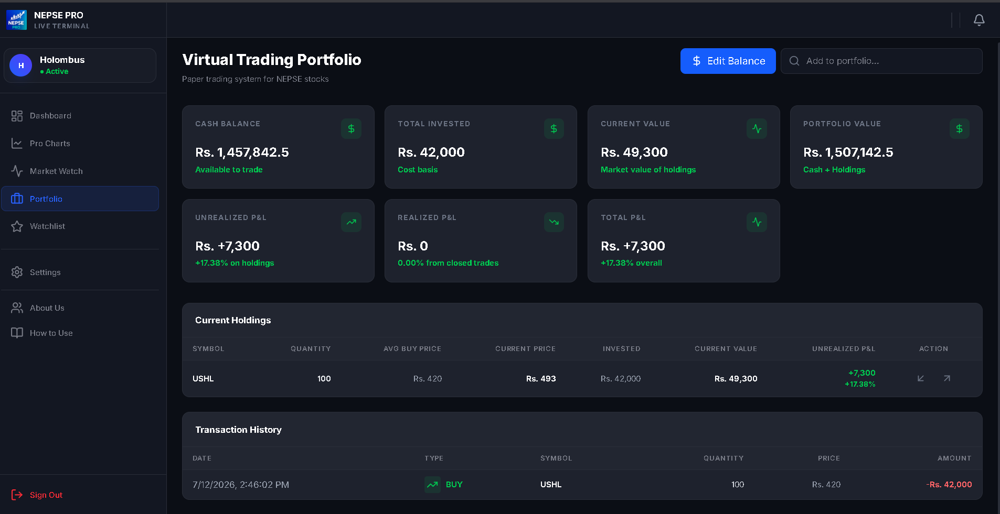 NEPSE
PRO
NEPSE PRO
LIVE TERMINAL
H
Holombus
Active
Dashboard
Pro Charts
Market Watch
Portfolio
Watchlist
Settings
About Us
How to Use
Sign Out
Virtual Trading Portfolio
Paper trading system for NEPSE stocks
$ Edit Balance
Add to portfolio...
CASH BALANCE
$
Rs. 1,457,842.5
Available to trade
TOTAL INVESTED
$
Rs. 42,000
Cost basis
CURRENT VALUE
Rs. 49,300
Market value of holdings
PORTFOLIO VALUE
$
Rs. 1,507,142.5
Cash + Holdings
UNREALIZED P&L
Rs. +7,300
+17.38% on holdings
REALIZED P&L
Rs. 0
0.00% from closed trades
TOTAL P&L
Rs. +7,300
+17.38% overall
Current Holdings
SYMBOL QUANTITY AVG BUY PRICE CURRENT PRICE INVESTED CURRENT VALUE UNREALIZED P&L ACTION
USHL 100 Rs. 420 Rs. 493 Rs. 42,000 Rs. 49,300 +7,300
+17.38%
Transaction History
DATE TYPE SYMBOL QUANTITY PRICE AMOUNT
7/12/2026, 2:46:02 PM BUY USHL 100 Rs. 420 -Rs. 42,000